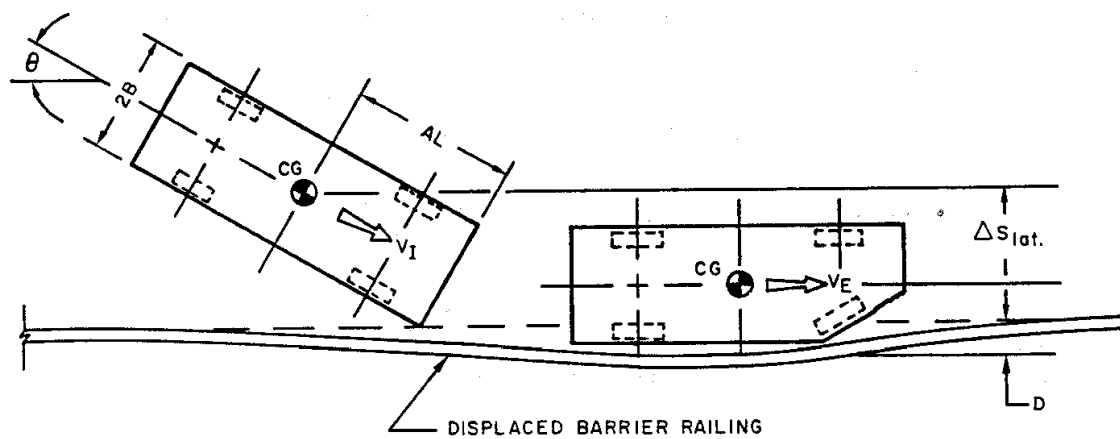 θ
2B
AL
CG
V_I
ΔS_lat.
CG
V_E
D
DISPLACED BARRIER RAILING